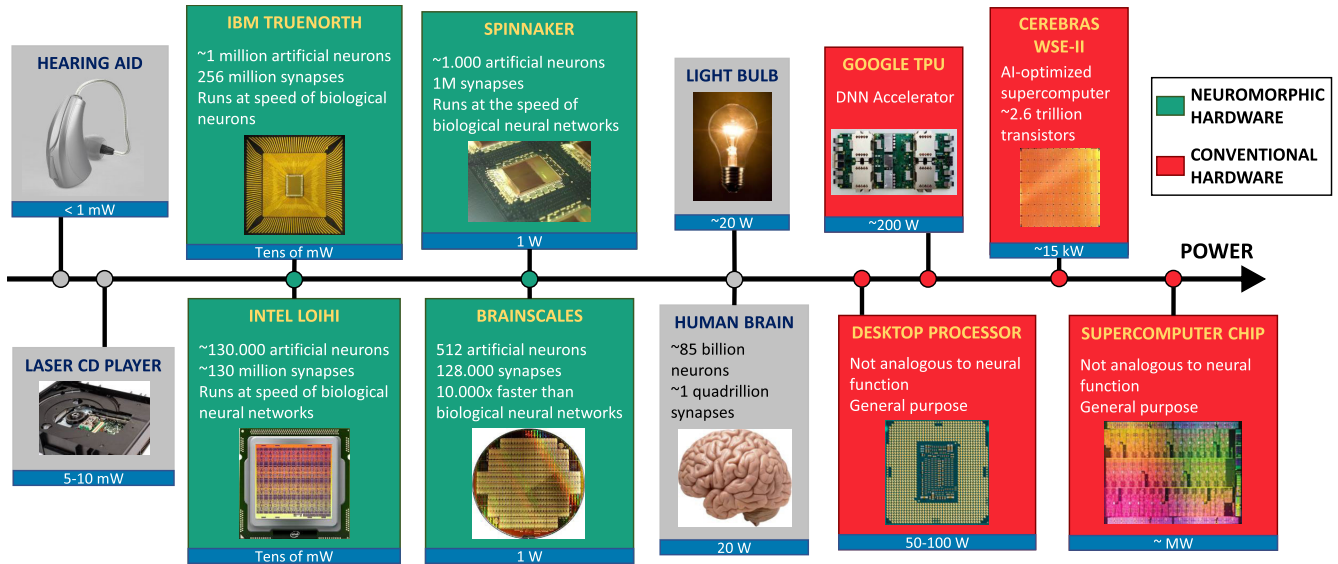 HEARING AID
< 1 mW
IBM TRUENORTH
~1 million artificial neurons
256 million synapses
Runs at speed of biological
neurons
Tens of mW
SPINNAKER
~1.000 artificial neurons
1M synapses
Runs at the speed of
biological neural networks
1 W
LIGHT BULB
~20 W
GOOGLE TPU
DNN Accelerator
~200 W
CEREBRAS
WSE-II
AI-optimized
supercomputer
~2.6 trillion
transistors
~15 kW
NEUROMORPHIC
HARDWARE
CONVENTIONAL
HARDWARE
POWER
LASER CD PLAYER
5-10 mW
INTEL LOIHI
~130.000 artificial neurons
~130 million synapses
Runs at speed of biological
neural networks
Tens of mW
BRAINSCALES
512 artificial neurons
128.000 synapses
10.000x faster than
biological neural networks
1 W
HUMAN BRAIN
~85 billion
neurons
~1 quadrillion
synapses
20 W
DESKTOP PROCESSOR
Not analogous to neural
function
General purpose
50-100 W
SUPERCOMPUTER CHIP
Not analogous to neural
function
General purpose
~ MW